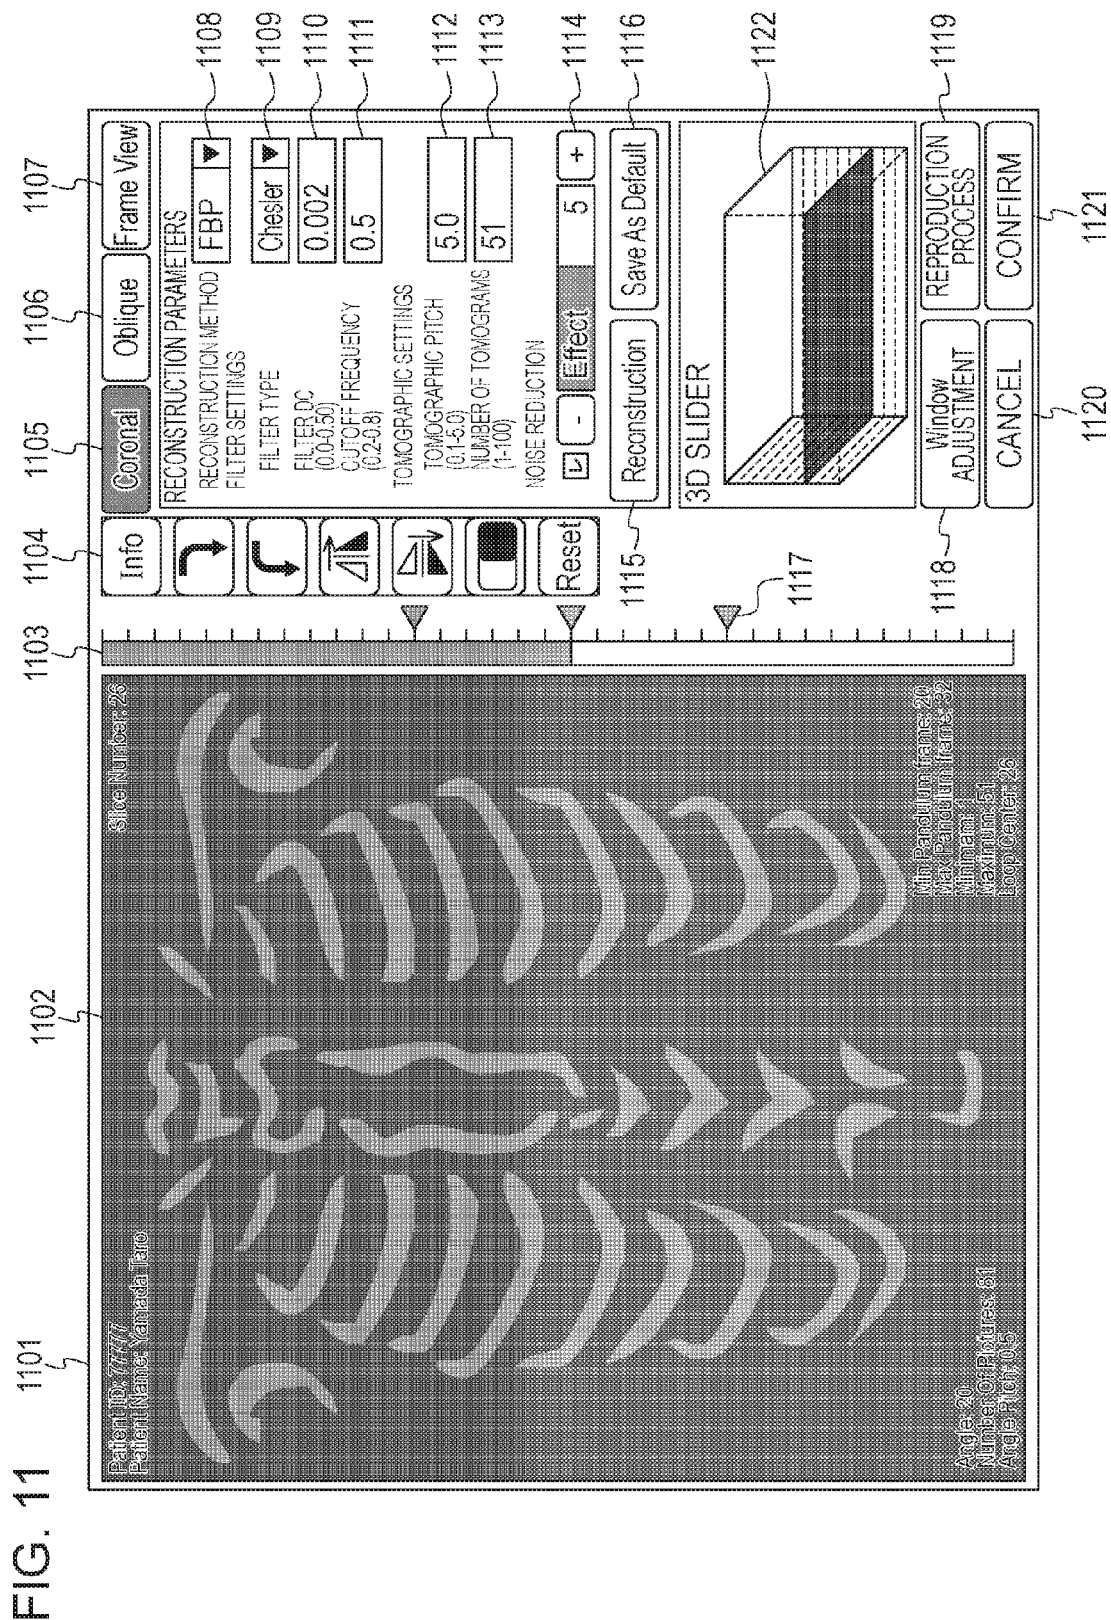 FIG. 11
1101
1102
1103
1104
1105
1106
1107
Patient ID: 77777
Patient Name: Yamada Taro
Slice Number: 26
Angle: 20
Number Of Pictures: 81
Angle Pitch: 0.5
Min Pandulum frame: 20
Max Pandulum frame: 32
Minimam: 1
Maximum: 51
Loop Center: 26
Info
Reset
Coronal
Oblique
Frame View
RECONSTRUCTION PARAMETERS
RECONSTRUCTION METHOD FBP
FILTER SETTINGS
FILTER TYPE Chesler
FILTER DC 0.002
(0.0-0.50)
CUTOFF FREQUENCY 0.5
(0.2-0.8)
TOMOGRAPHIC SETTINGS
TOMOGRAPHIC PITCH 5.0
(0.1-5.0)
NUMBER OF TOMOGRAMS 51
(1-100)
NOISE REDUCTION
- Effect 5 +
Reconstruction
Save As Default
3D SLIDER
Window
ADJUSTMENT
REPRODUCTION
PROCESS
CANCEL
CONFIRM
1108
1109
1110
1111
1112
1113
1114
1116
1122
1119
1115
1117
1118
1120
1121